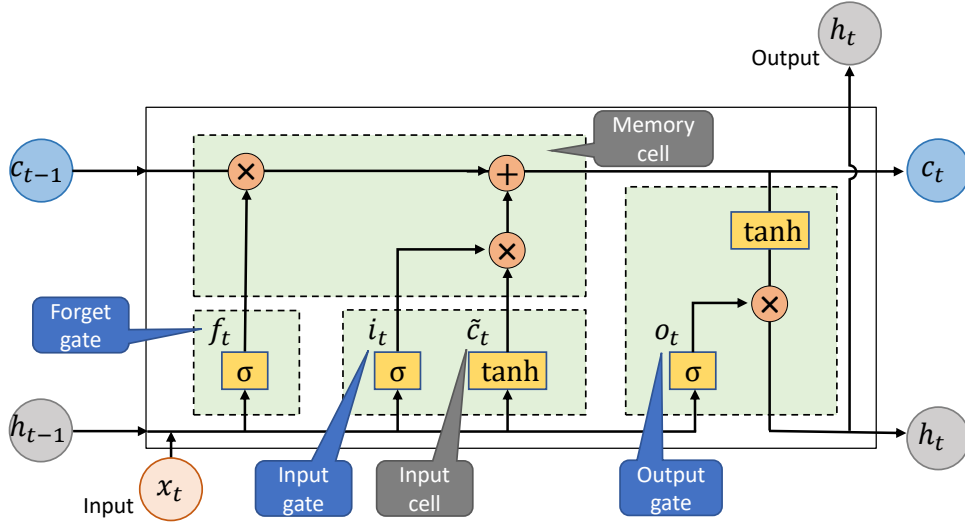 h_t
Output
Memory
cell
c_{t−1}
×
+
c_t
tanh
×
×
Forget
gate
f_t
i_t
c̃_t
o_t
σ
σ
tanh
σ
h_{t−1}
h_t
Input
gate
Input
cell
Output
gate
x_t
Input